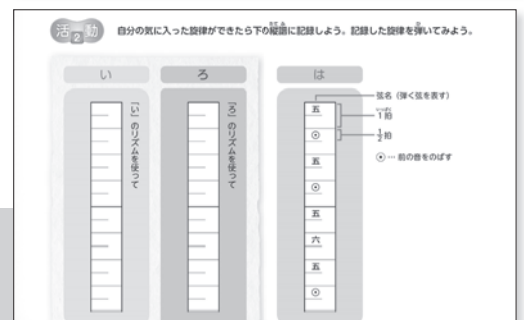 活動2
自分の気に入った旋律ができたら下の縦譜に記録しよう。記録した旋律を弾いてみよう。
い
ろ
は
「い」のリズムを使って
「ろ」のリズムを使って
五
⊙
五
⊙
五
六
五
⊙
弦名(弾く弦を表す)
1拍
1/2拍
⊙…前の音をのばす